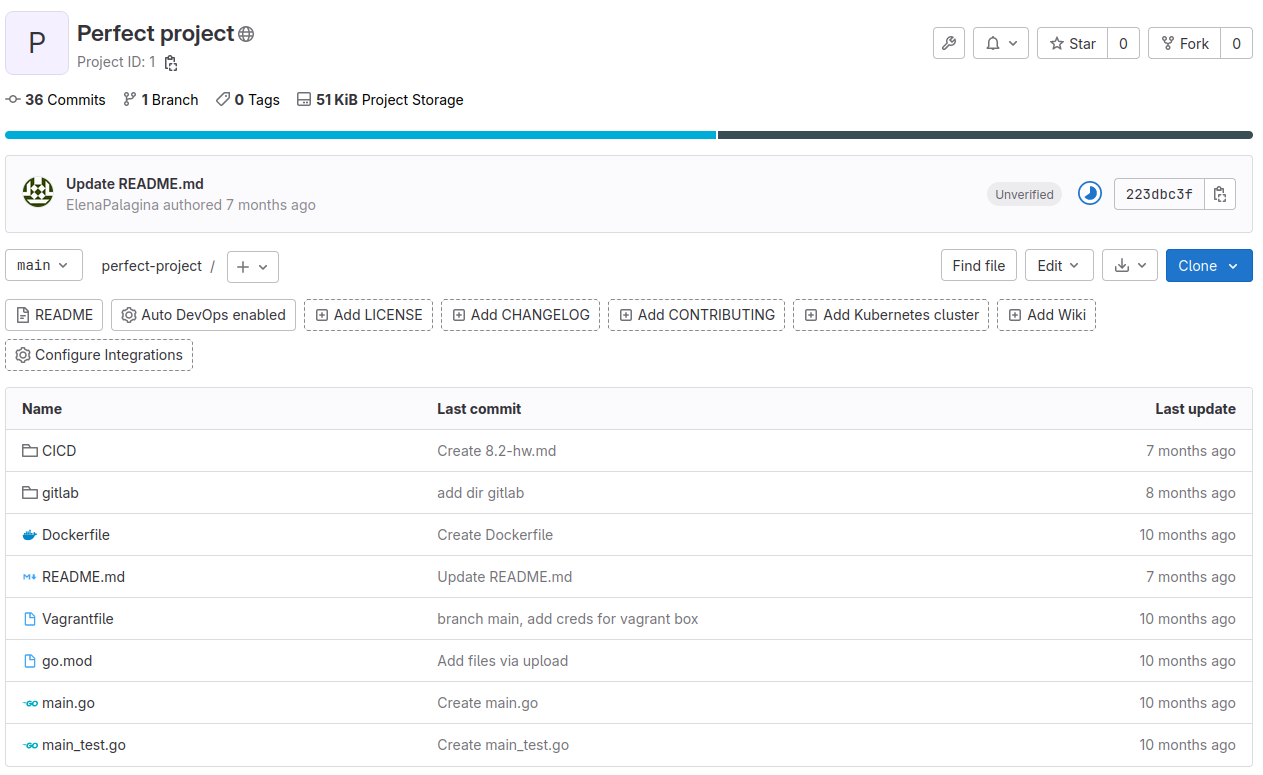 P
Perfect project
Project ID: 1
Star 0
Fork 0
36 Commits 1 Branch 0 Tags 51 KiB Project Storage
Update README.md
ElenaPalagina authored 7 months ago
Unverified
223dbc3f
main perfect-project / Find file Edit Clone
README Auto DevOps enabled Add LICENSE Add CHANGELOG Add CONTRIBUTING Add Kubernetes cluster Add Wiki
Configure Integrations
Name Last commit Last update
CICD Create 8.2-hw.md 7 months ago
gitlab add dir gitlab 8 months ago
Dockerfile Create Dockerfile 10 months ago
README.md Update README.md 7 months ago
Vagrantfile branch main, add creds for vagrant box 10 months ago
go.mod Add files via upload 10 months ago
main.go Create main.go 10 months ago
main_test.go Create main_test.go 10 months ago